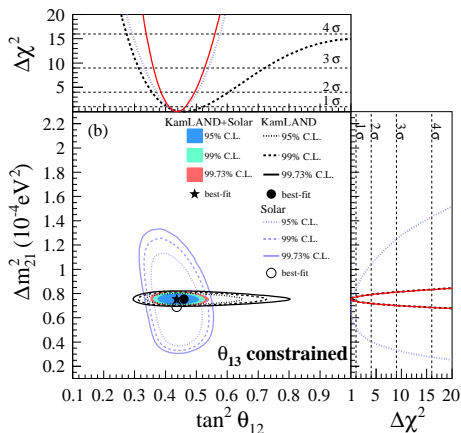 20
15
10
5
Δχ²
4σ
3σ
2σ
1σ
(b)
KamLAND+Solar
95% C.L.
99% C.L.
99.73% C.L.
best-fit
KamLAND
95% C.L.
99% C.L.
99.73% C.L.
best-fit
Solar
95% C.L.
99% C.L.
99.73% C.L.
best-fit
θ₁₃ constrained
2.2
2
1.8
1.6
1.4
1.2
1
0.8
0.6
0.4
0.2
Δm²₂₁ (10⁻⁴eV²)
0.1 0.2 0.3 0.4 0.5 0.6 0.7 0.8 0.9
tan² θ₁₂
1σ
2σ
3σ
4σ
1 5 10 15 20
Δχ²